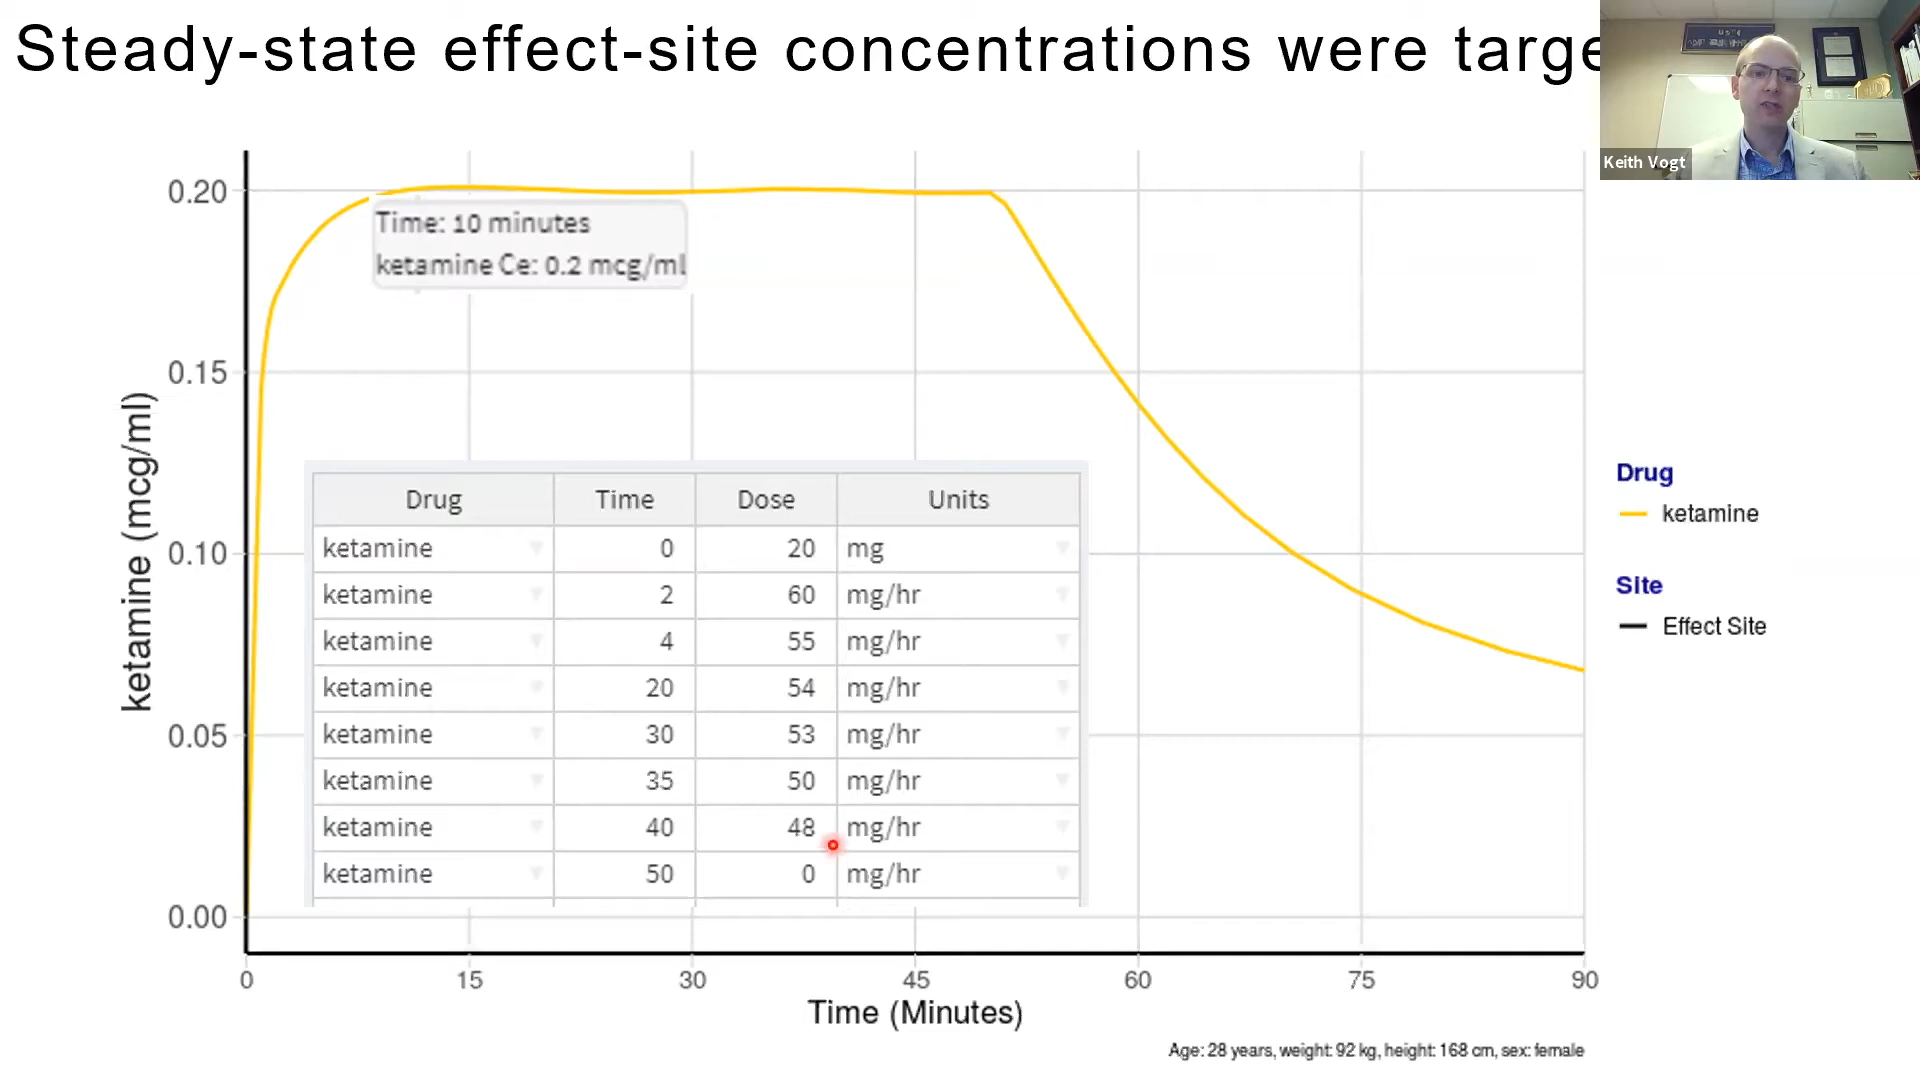 Steady-state effect-site concentrations were targe
Keith Vogt
0.20
0.15
0.10
0.05
0.00
ketamine (mcg/ml)
Time: 10 minutes
ketamine Ce: 0.2 mcg/ml
Drug Time Dose Units
ketamine 0 20 mg
ketamine 2 60 mg/hr
ketamine 4 55 mg/hr
ketamine 20 54 mg/hr
ketamine 30 53 mg/hr
ketamine 35 50 mg/hr
ketamine 40 48 mg/hr
ketamine 50 0 mg/hr
0 15 30 45 60 75 90
Time (Minutes)
Drug
ketamine
Site
Effect Site
Age: 28 years, weight: 92 kg, height: 168 cm, sex: female